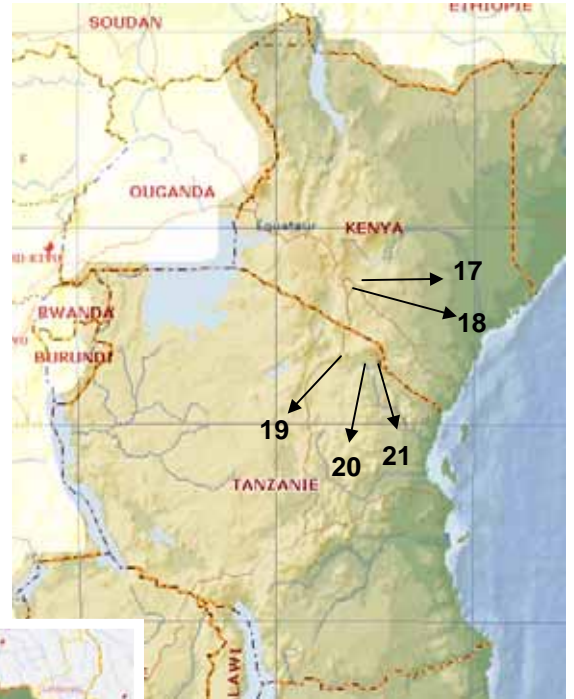 ETHIOPIE
SOUDAN
OUGANDA
Equateur
KENYA
17
RWANDA
18
BURUNDI
19
20
21
TANZANIE
LAWI